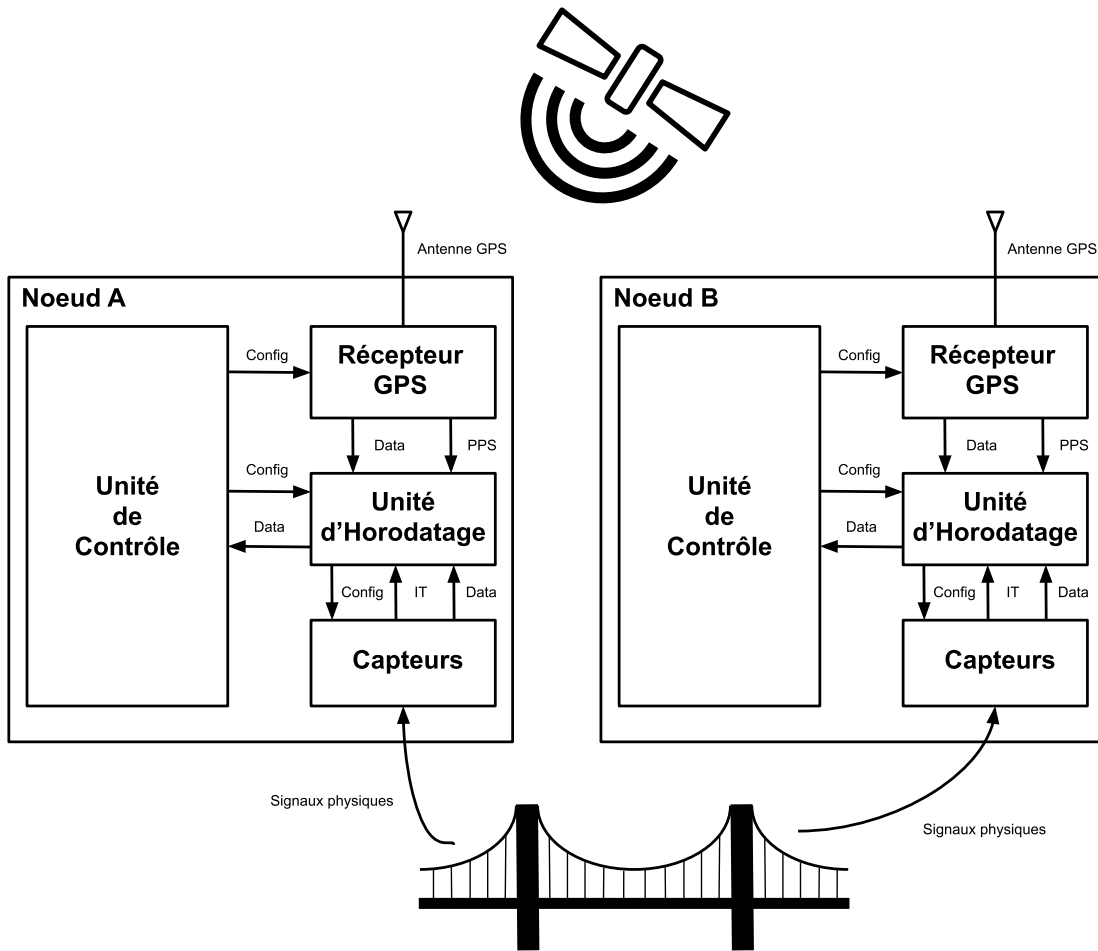 Antenne GPS
Noeud A
Unité
de
Contrôle
Config
Récepteur
GPS
Data
PPS
Config
Data
Unité
d'Horodatage
Config
IT
Data
Capteurs
Signaux physiques
Antenne GPS
Noeud B
Unité
de
Contrôle
Config
Récepteur
GPS
Data
PPS
Config
Data
Unité
d'Horodatage
Config
IT
Data
Capteurs
Signaux physiques